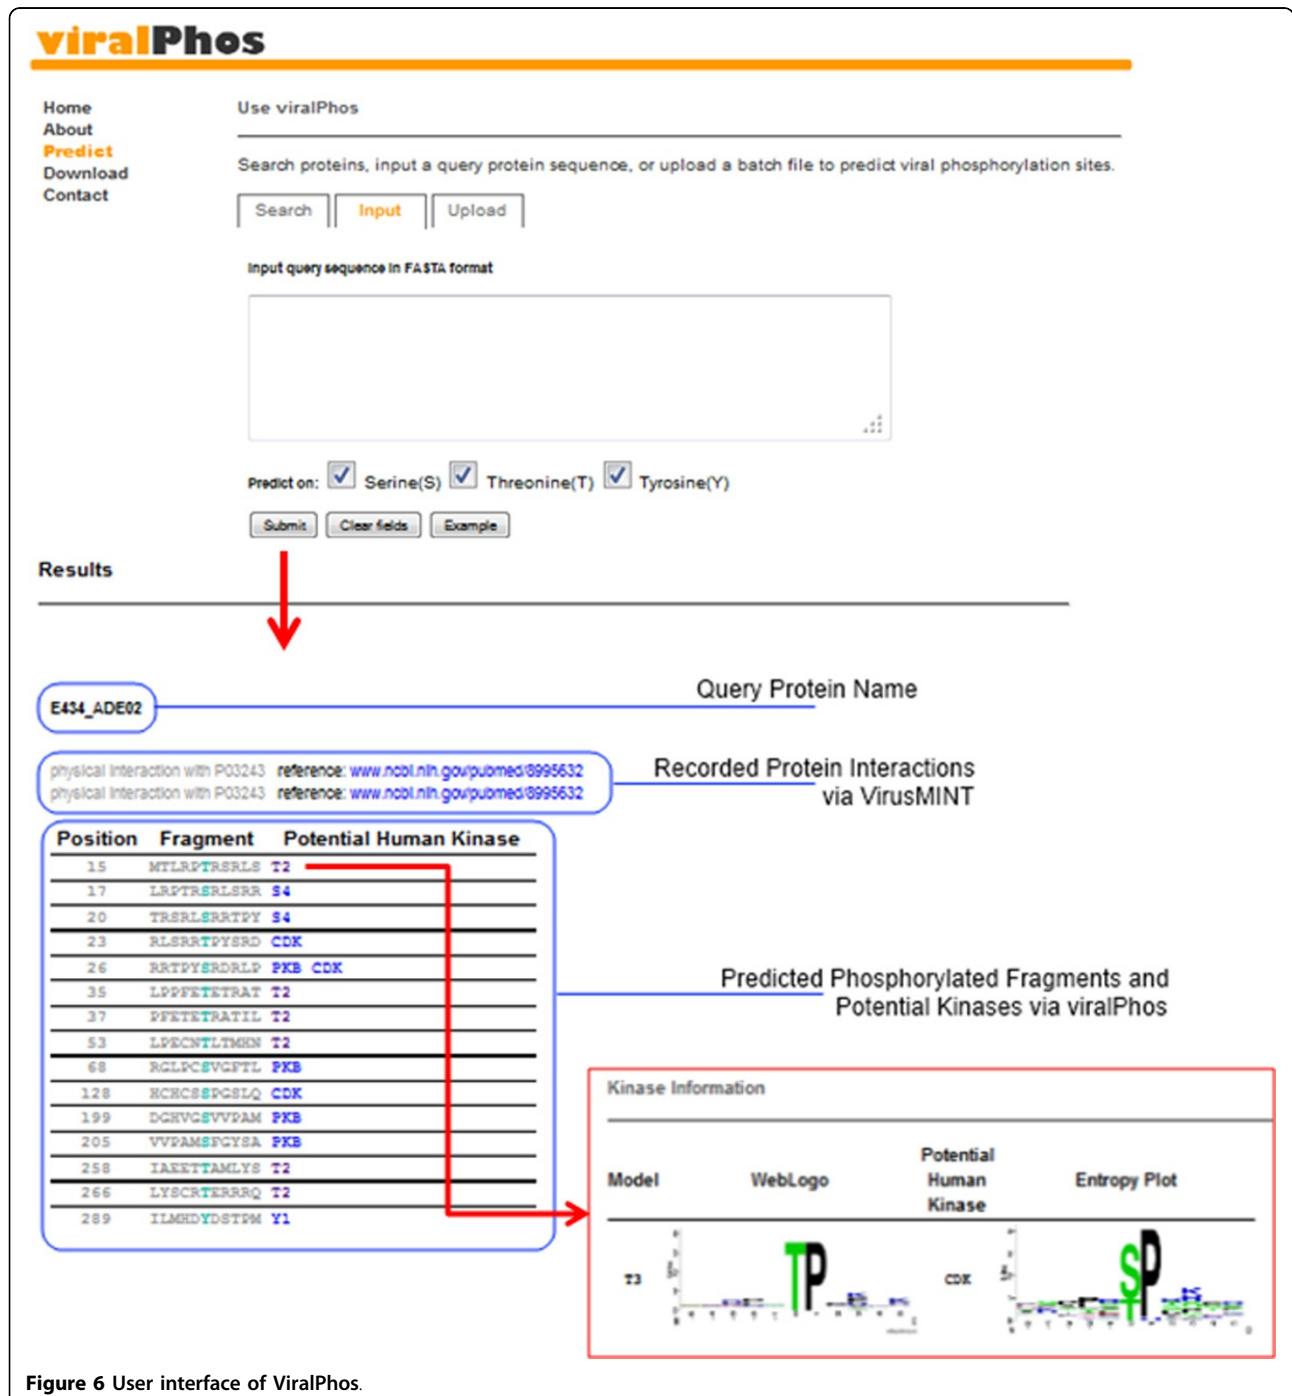 viralPhos
Home
About
Predict
Download
Contact
Use viralPhos
Search proteins, input a query protein sequence, or upload a batch file to predict viral phosphorylation sites.
Search Input Upload
Input query sequence in FASTA format
Predict on: Serine(S) Threonine(T) Tyrosine(Y)
Submit Clear fields Example
Results
E434_ADE02
Query Protein Name
physical interaction with P03243 reference: www.ncbi.nlm.gov/pubmed/8995632
physical interaction with P03243 reference: www.ncbi.nlm.gov/pubmed/8995632
Recorded Protein Interactions
via VirusMINT
Position Fragment Potential Human Kinase
15 MTLRPTRSRLS T2
17 LRPTRSRLSRR S4
20 TRSRLSRRTPY S4
23 RLSRRTPYSRD CDK
26 RRTPYSRDRLP PKB CDK
35 LPPFETETRAT T2
37 PFETETRATIL T2
53 LPECNTLTMHN T2
68 RGLPCSVGFTL PKB
128 HCHCSSPGSLQ CDK
199 DGHVGSVVPAM PKB
205 VVPAMSFGYSA PKB
258 IAEETTAMLYS T2
266 LYSCRTERRRQ T2
289 ILMHDYDSTPM Y1
Predicted Phosphorylated Fragments and
Potential Kinases via viralPhos
Kinase Information
Model WebLogo Potential Human Kinase Entropy Plot
T3 TP CDK SP
T
Figure 6 User interface of ViralPhos.